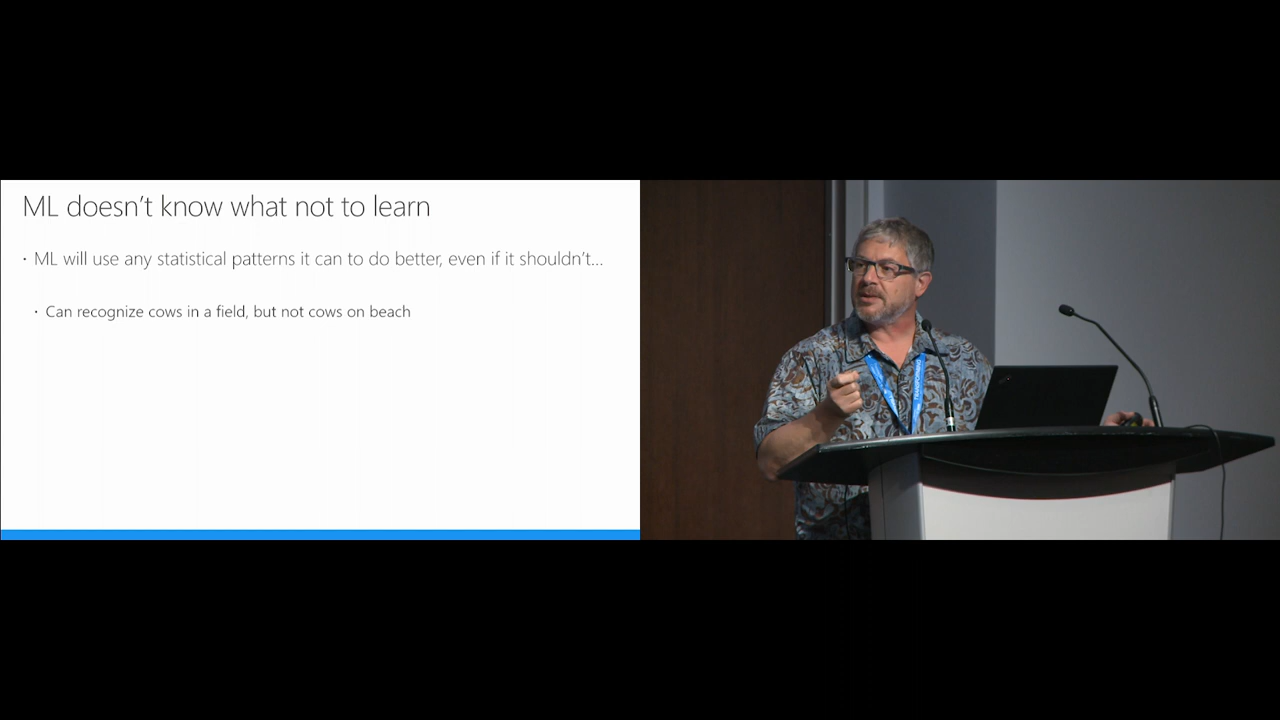 ML doesn't know what not to learn
· ML will use any statistical patterns it can to do better, even if it shouldn't...
· Can recognize cows in a field, but not cows on beach